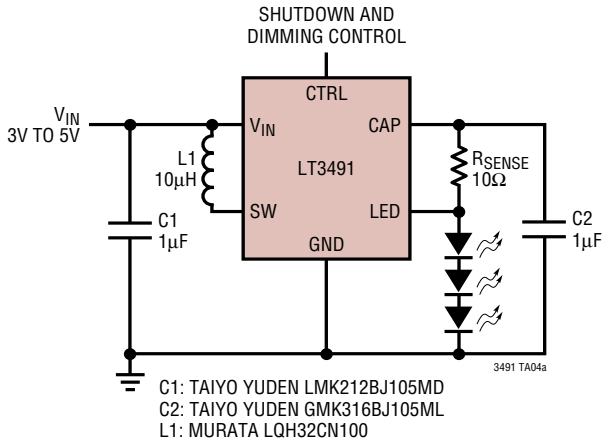 SHUTDOWN AND
DIMMING CONTROL
CTRL
VIN
3V TO 5V
VIN
CAP
L1
10µH
LT3491
RSENSE
10Ω
SW
LED
C1
1µF
GND
C2
1µF
3491 TA04a
C1: TAIYO YUDEN LMK212BJ105MD
C2: TAIYO YUDEN GMK316BJ105ML
L1: MURATA LQH32CN100